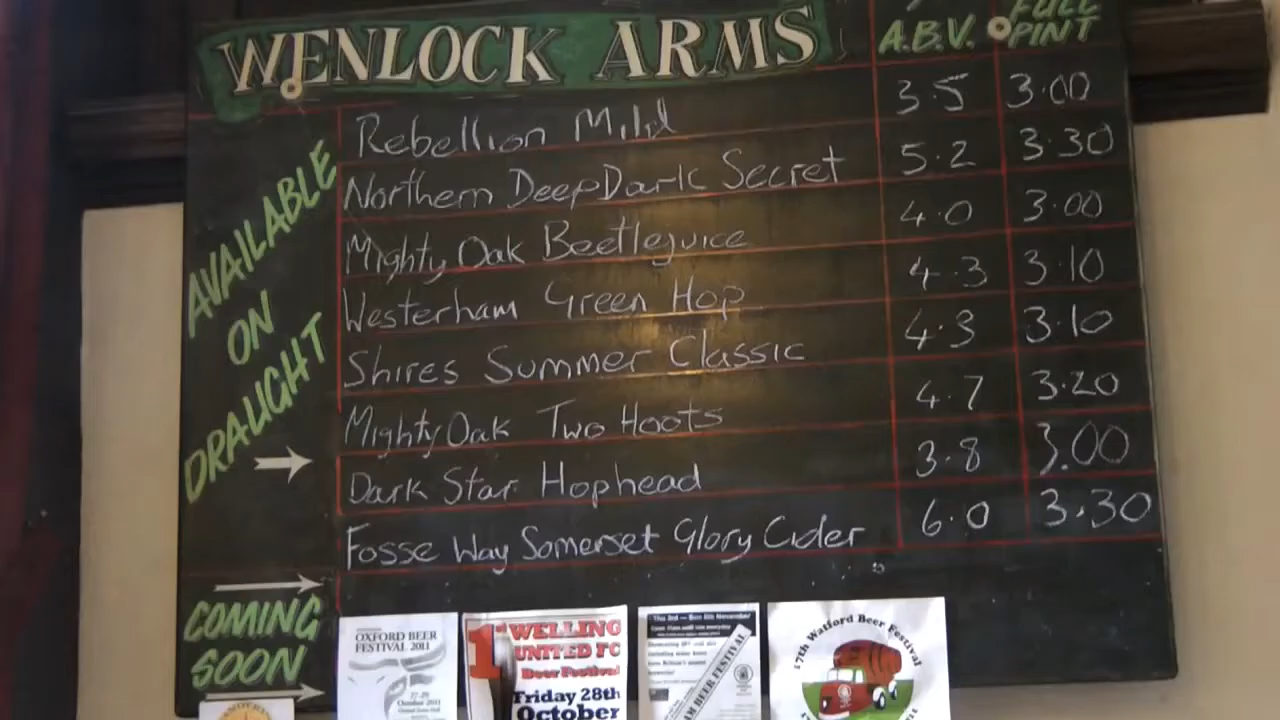 WENLOCK ARMS
A.B.V. FULL PINT
Rebellion Mild 3.5 3.00
Northern Deep Dark Secret 5.2 3.30
Mighty Oak Beetlejuice 4.0 3.00
Westerham Green Hop 4.3 3.10
Shires Summer Classic 4.3 3.10
Mighty Oak Two Hoots 4.7 3.20
Dark Star Hophead 3.8 3.00
Fosse Way Somerset Glory Cider 6.0 3.30
AVAILABLE
ON
DRAUGHT
COMING
SOON
OXFORD BEER
FESTIVAL 2011
October 2011
1st WELLING
UNITED FC
Beer Festival
Friday 28th
October
BEER FESTIVAL
17th Watford Beer Festival